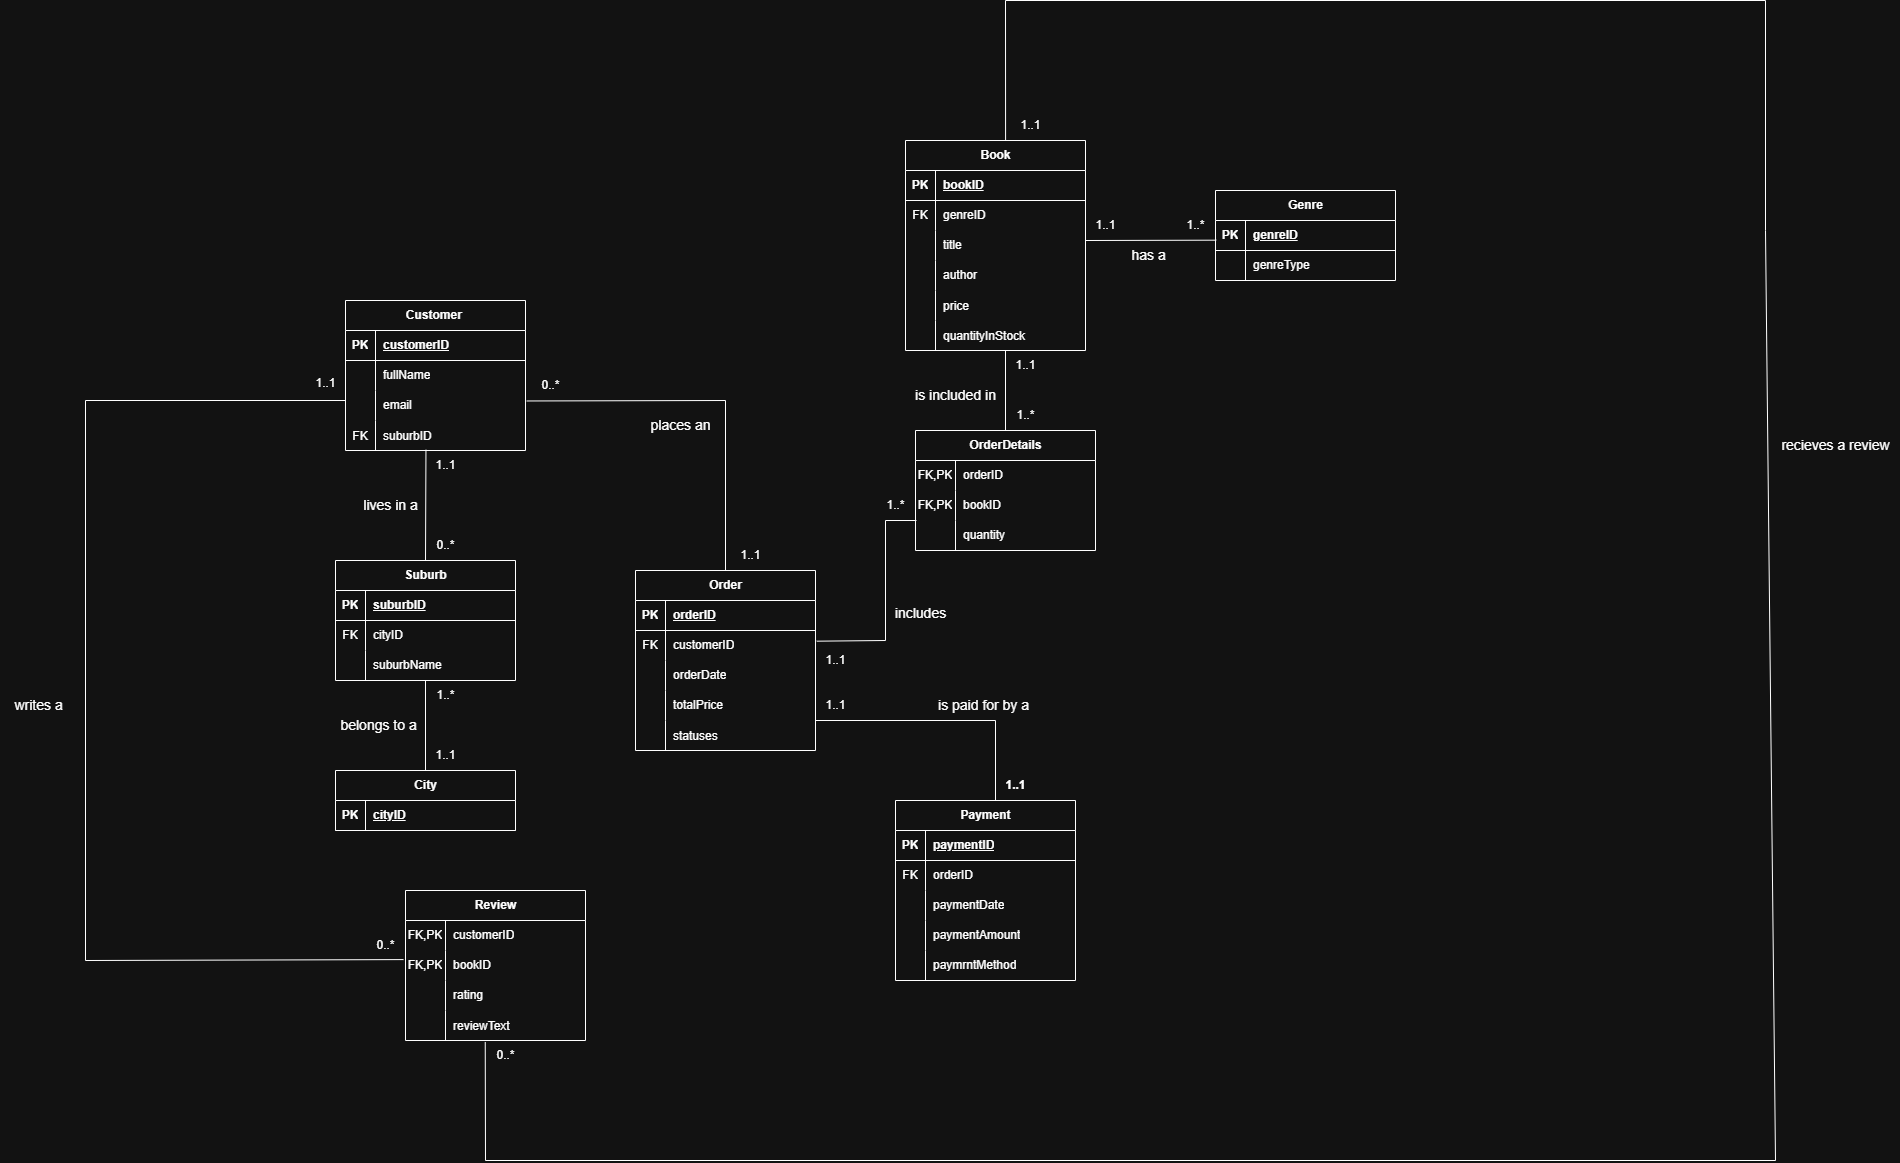 1..1
Book
PK bookID
FK genreID
title
author
price
quantityInStock
1..1
1..*
has a
Genre
PK genreID
genreType
Customer
PK customerID
fullName
email
FK suburbID
1..1
0..*
places an
1..1
is included in
1..*
OrderDetails
FK,PK orderID
FK,PK bookID
quantity
recieves a review
1..1
lives in a
0..*
1..*
includes
1..1
Suburb
PK suburbID
FK cityID
suburbName
1..1
Order
PK orderID
FK customerID
orderDate
totalPrice
statuses
writes a
1..*
belongs to a
1..1
1..1
is paid for by a
1..1
City
PK cityID
Payment
PK paymentID
FK orderID
paymentDate
paymentAmount
paymrntMethod
Review
0..*
FK,PK customerID
FK,PK bookID
rating
reviewText
0..*